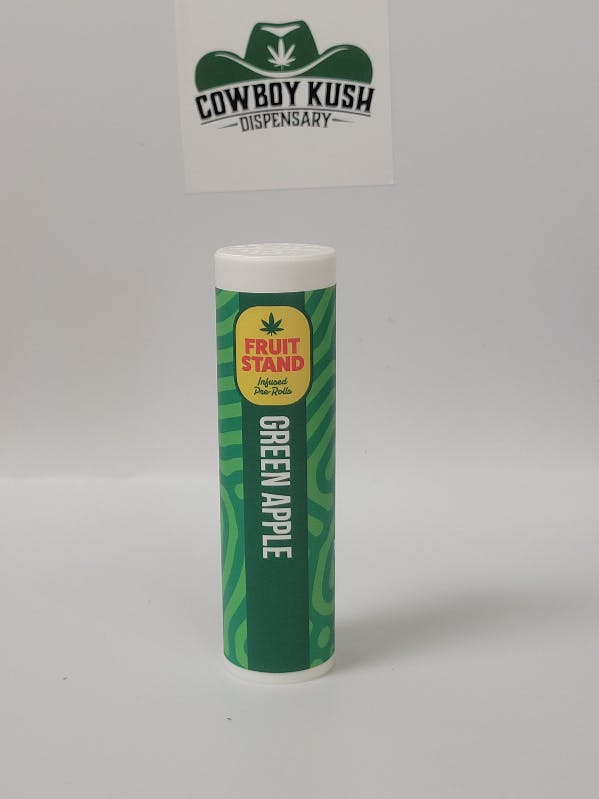 COWBOY KUSH
DISPENSARY
FRUIT
STAND
Infused
Pre-Rolls
GREEN APPLE